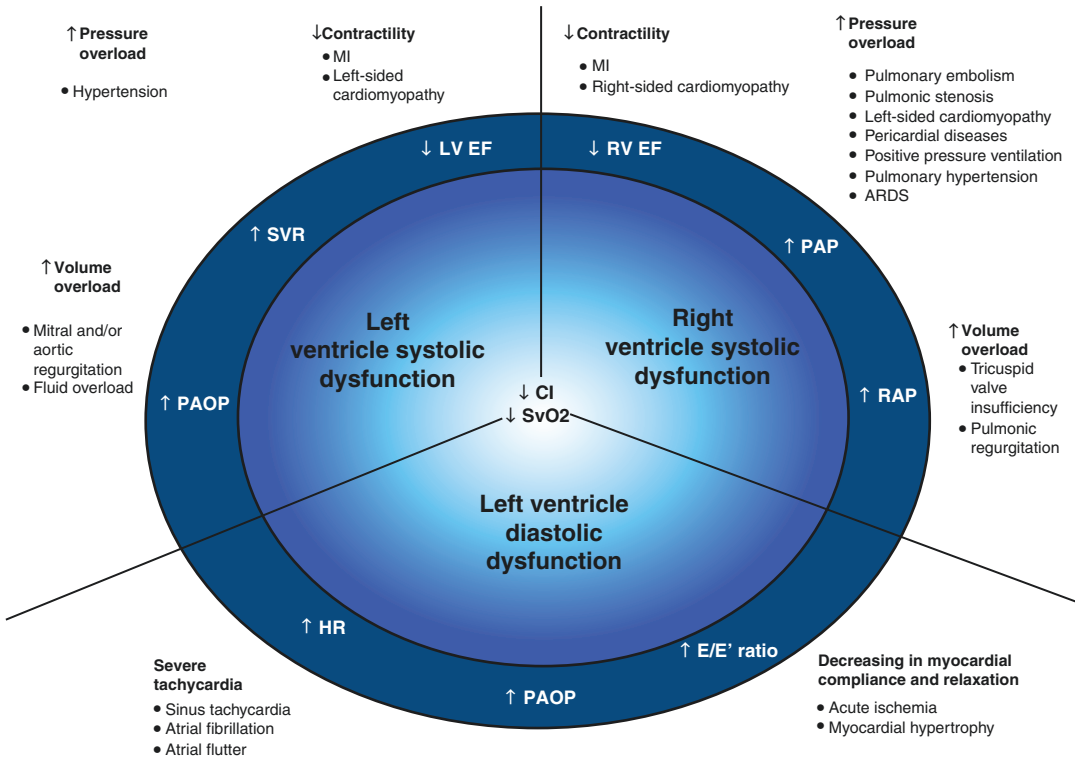 ↑ Pressure
overload
• Hypertension
↓Contractility
• MI
• Left-sided
cardiomyopathy
↓ Contractility
• MI
• Right-sided cardiomyopathy
↑ Pressure
overload
• Pulmonary embolism
• Pulmonic stenosis
• Left-sided cardiomyopathy
• Pericardial diseases
• Positive pressure ventilation
• Pulmonary hypertension
• ARDS
↓ LV EF
↓ RV EF
↑ SVR
↑ PAP
↑ Volume
overload
• Mitral and/or
aortic
regurgitation
• Fluid overload
↑ PAOP
Left
ventricle systolic
dysfunction
Right
ventricle systolic
dysfunction
↑ RAP
↑ Volume
overload
• Tricuspid
valve
insufficiency
• Pulmonic
regurgitation
↓ CI
↓ SvO2
Left ventricle
diastolic
dysfunction
↑ HR
↑ E/E’ ratio
↑ PAOP
Severe
tachycardia
• Sinus tachycardia
• Atrial fibrillation
• Atrial flutter
Decreasing in myocardial
compliance and relaxation
• Acute ischemia
• Myocardial hypertrophy